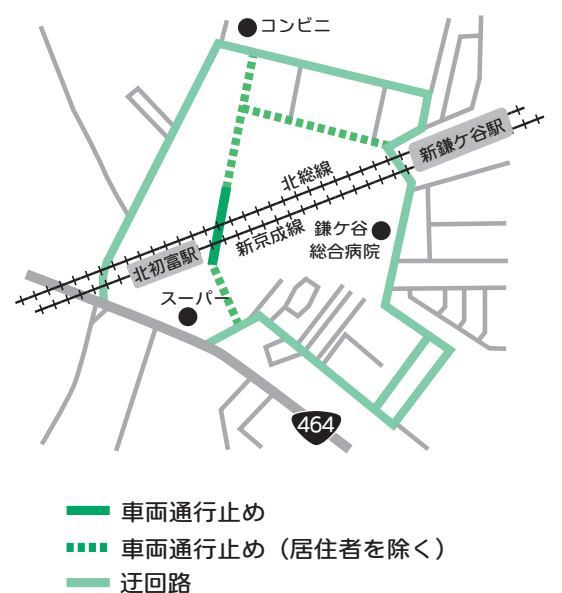 コンビニ
新鎌ケ谷駅
北総線
新京成線
鎌ケ谷
総合病院
北初富駅
スーパー
464
車両通行止め
車両通行止め（居住者を除く）
迂回路